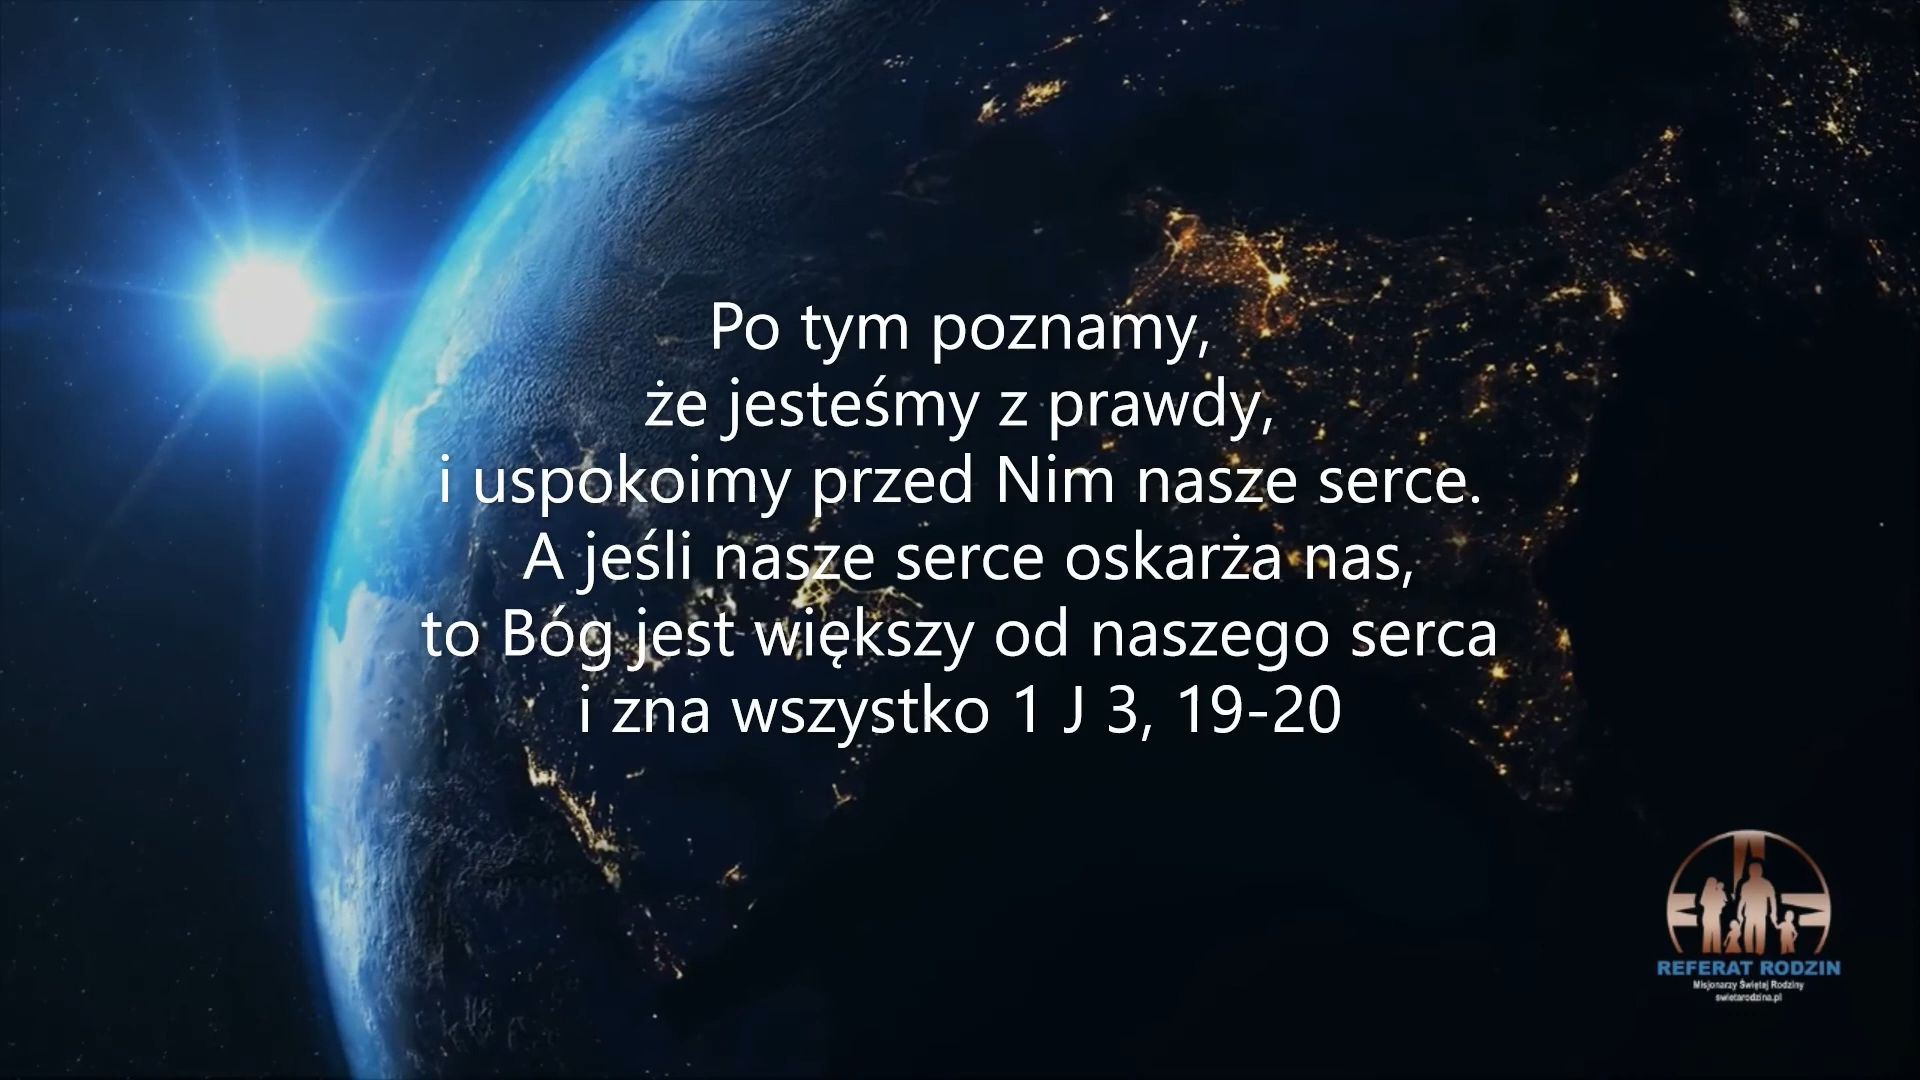 Po tym poznamy,
że jesteśmy z prawdy,
i uspokoimy przed Nim nasze serce.
A jeśli nasze serce oskarża nas,
to Bóg jest większy od naszego serca
i zna wszystko 1 J 3, 19-20
REFERAT RODZIN
Misjonarzy Świętej Rodziny
swietarodzina.pl